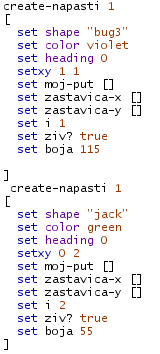 create-napasti 1
[
set shape "bug3"
set color violet
set heading 0
setxy 1 1
set moj-put []
set zastavica-x []
set zastavica-y []
set i 1
set ziv? true
set boja 115
]
create-napasti 1
[
set shape "jack"
set color green
set heading 0
setxy 0 2
set moj-put []
set zastavica-x []
set zastavica-y []
set i 2
set ziv? true
set boja 55
]